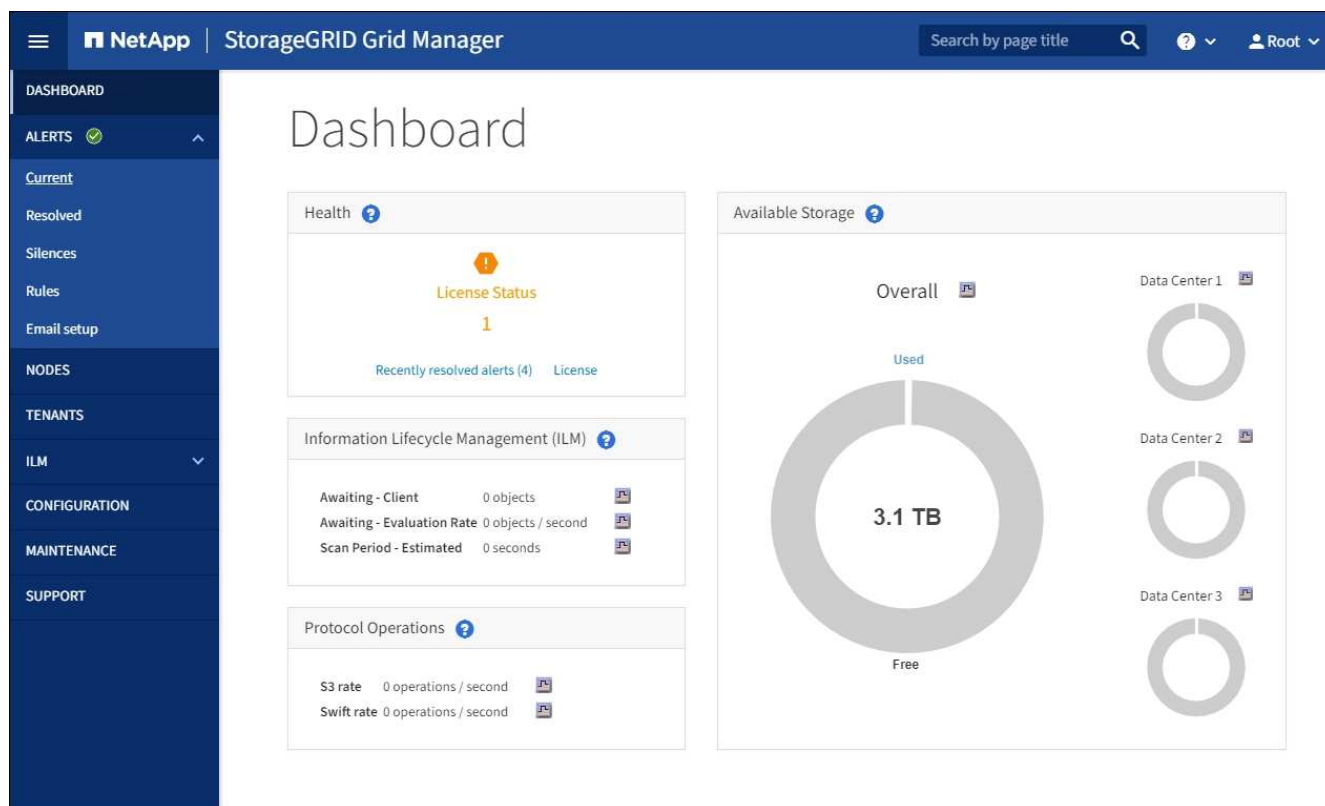 NetApp | StorageGRID Grid Manager
Search by page title
Root
DASHBOARD
ALERTS
Current
Resolved
Silences
Rules
Email setup
NODES
TENANTS
ILM
CONFIGURATION
MAINTENANCE
SUPPORT
Dashboard
Health
License Status
1
Recently resolved alerts (4) License
Information Lifecycle Management (ILM)
Awaiting - Client 0 objects
Awaiting - Evaluation Rate 0 objects / second
Scan Period - Estimated 0 seconds
Protocol Operations
S3 rate 0 operations / second
Swift rate 0 operations / second
Available Storage
Overall
Used
3.1 TB
Free
Data Center 1
Data Center 2
Data Center 3